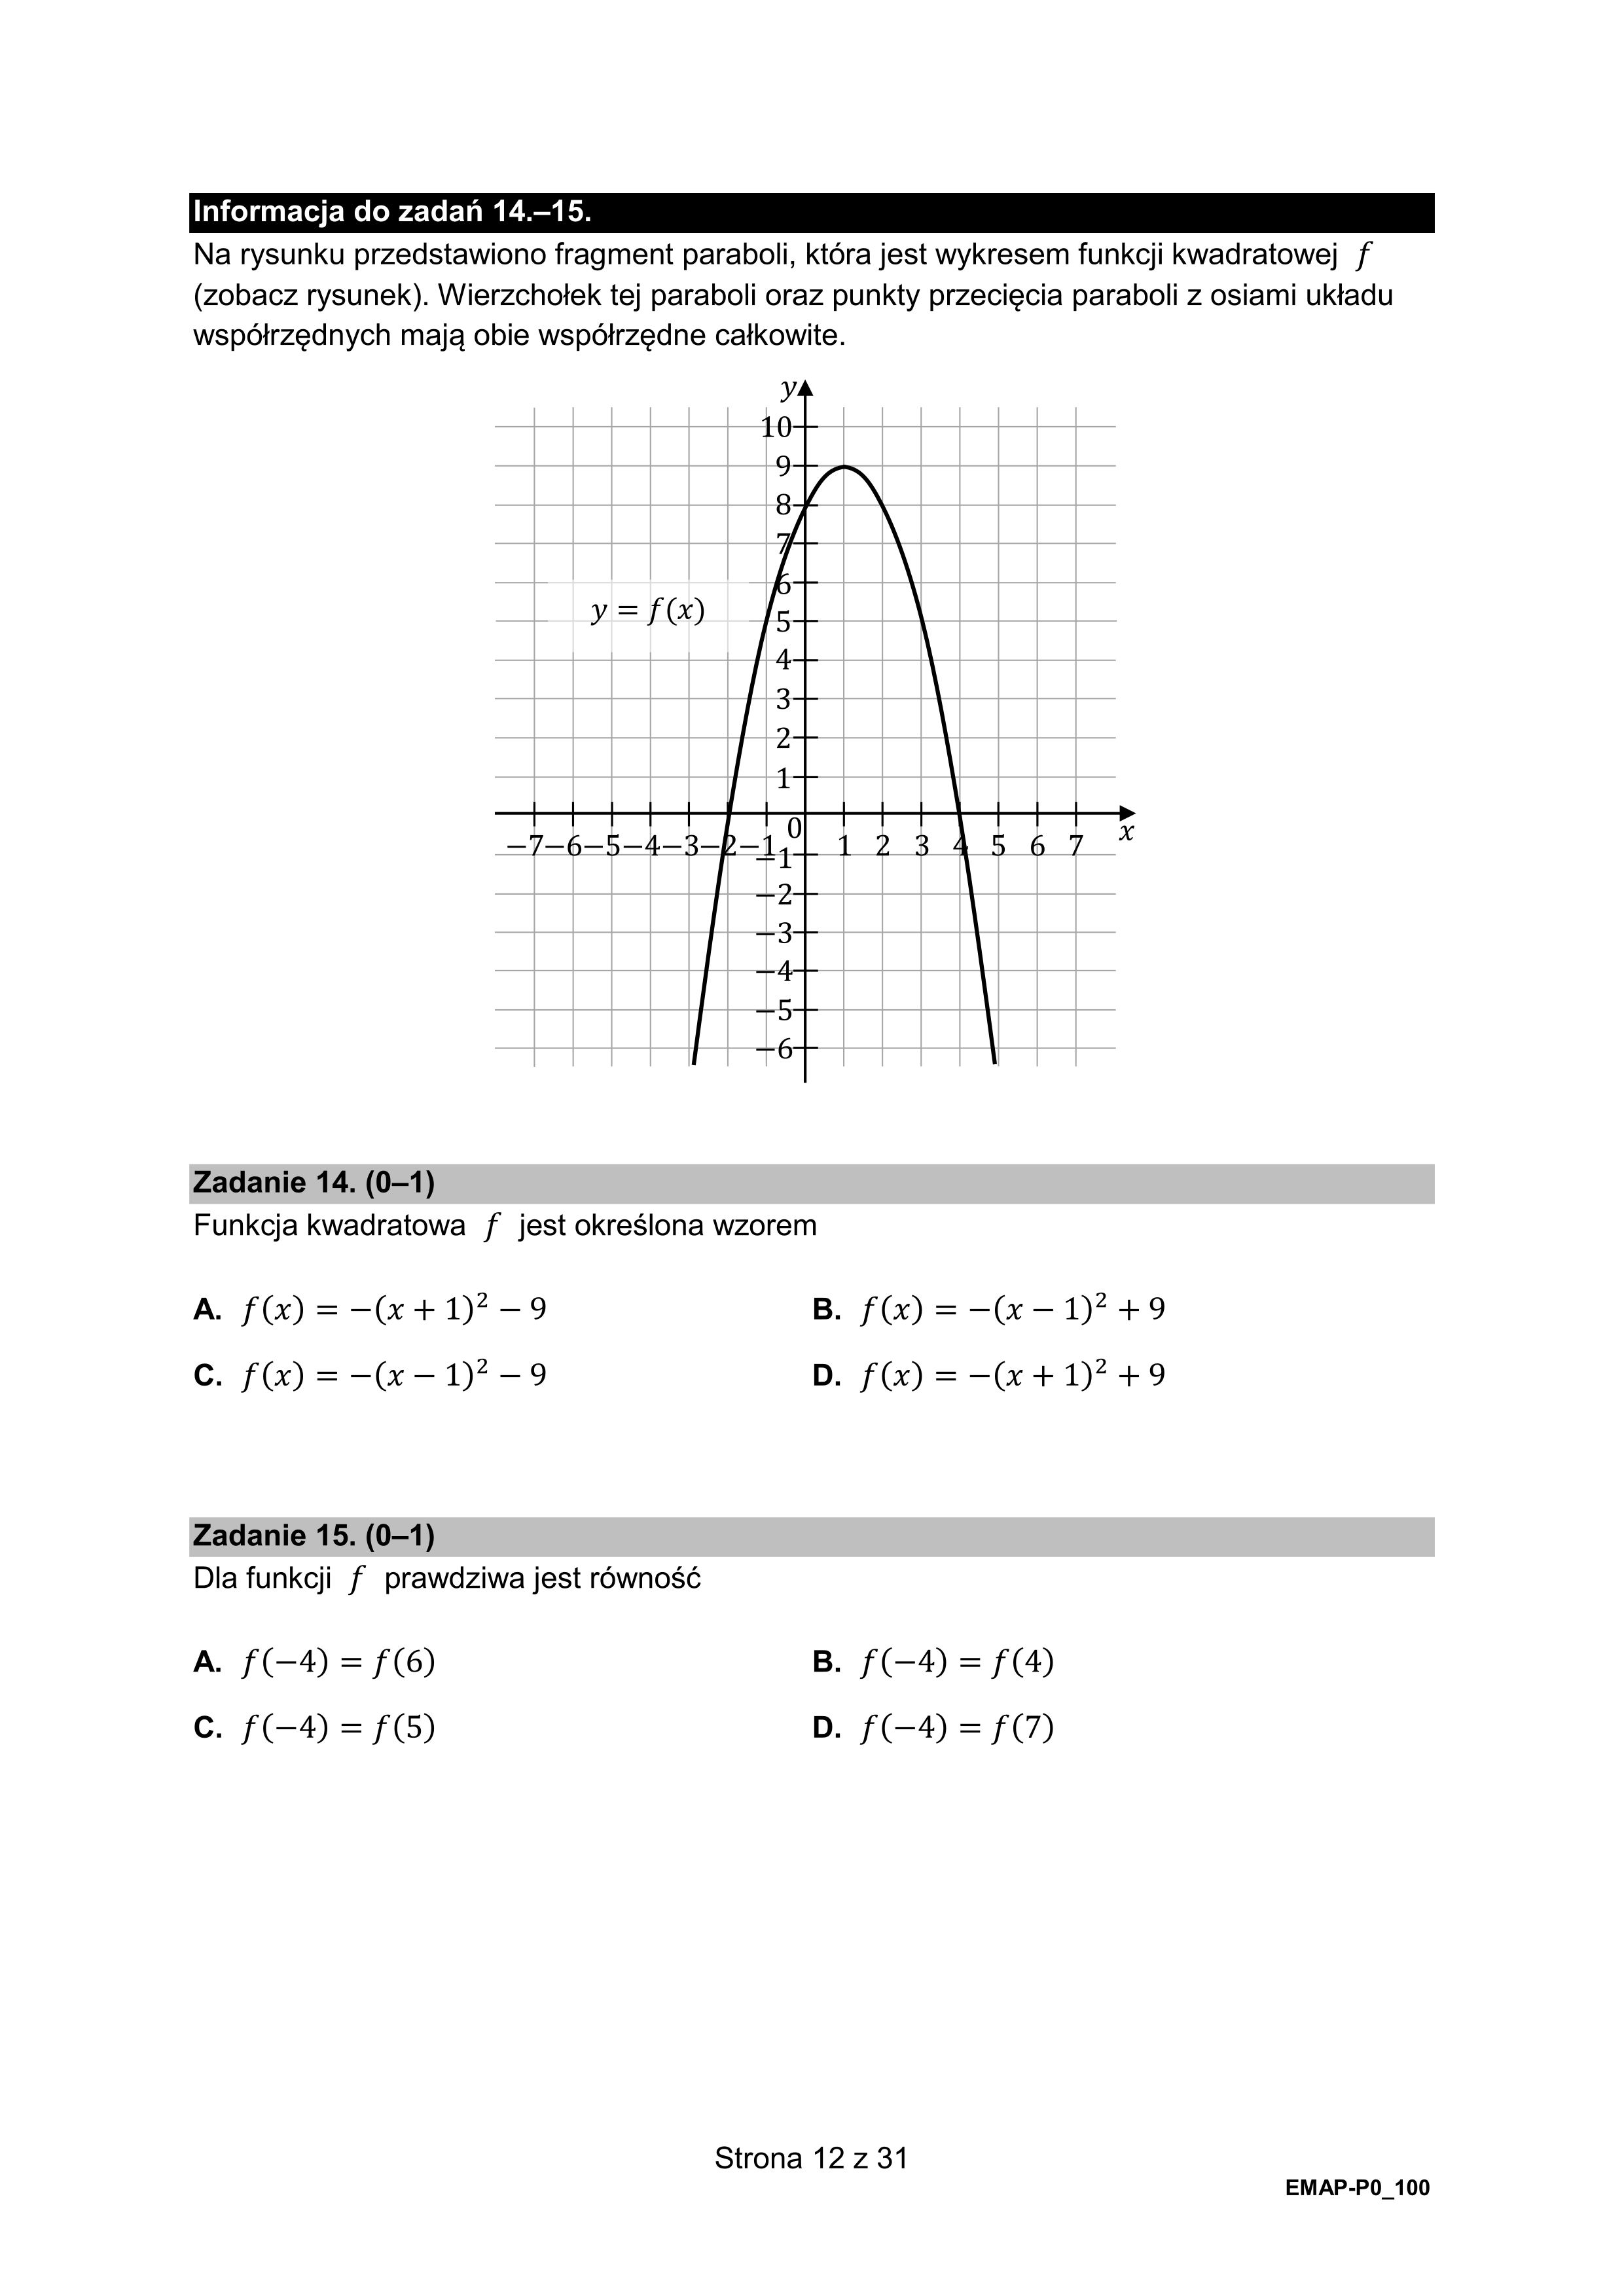 Informacja do zadań 14.–15.
Na rysunku przedstawiono fragment paraboli, która jest wykresem funkcji kwadratowej f
(zobacz rysunek). Wierzchołek tej paraboli oraz punkty przecięcia paraboli z osiami układu
współrzędnych mają obie współrzędne całkowite.
y
10
9
8
7
6
y = f(x)
5
4
3
2
1
0
x
−7 −6 −5 −4 −3 −2 −1 1 2 3 4 5 6 7
−1
−2
−3
−4
−5
−6
Zadanie 14. (0–1)
Funkcja kwadratowa f jest określona wzorem
A. f(x) = −(x + 1)² − 9 B. f(x) = −(x − 1)² + 9
C. f(x) = −(x − 1)² − 9 D. f(x) = −(x + 1)² + 9
Zadanie 15. (0–1)
Dla funkcji f prawdziwa jest równość
A. f(−4) = f(6) B. f(−4) = f(4)
C. f(−4) = f(5) D. f(−4) = f(7)
Strona 12 z 31
EMAP-P0_100